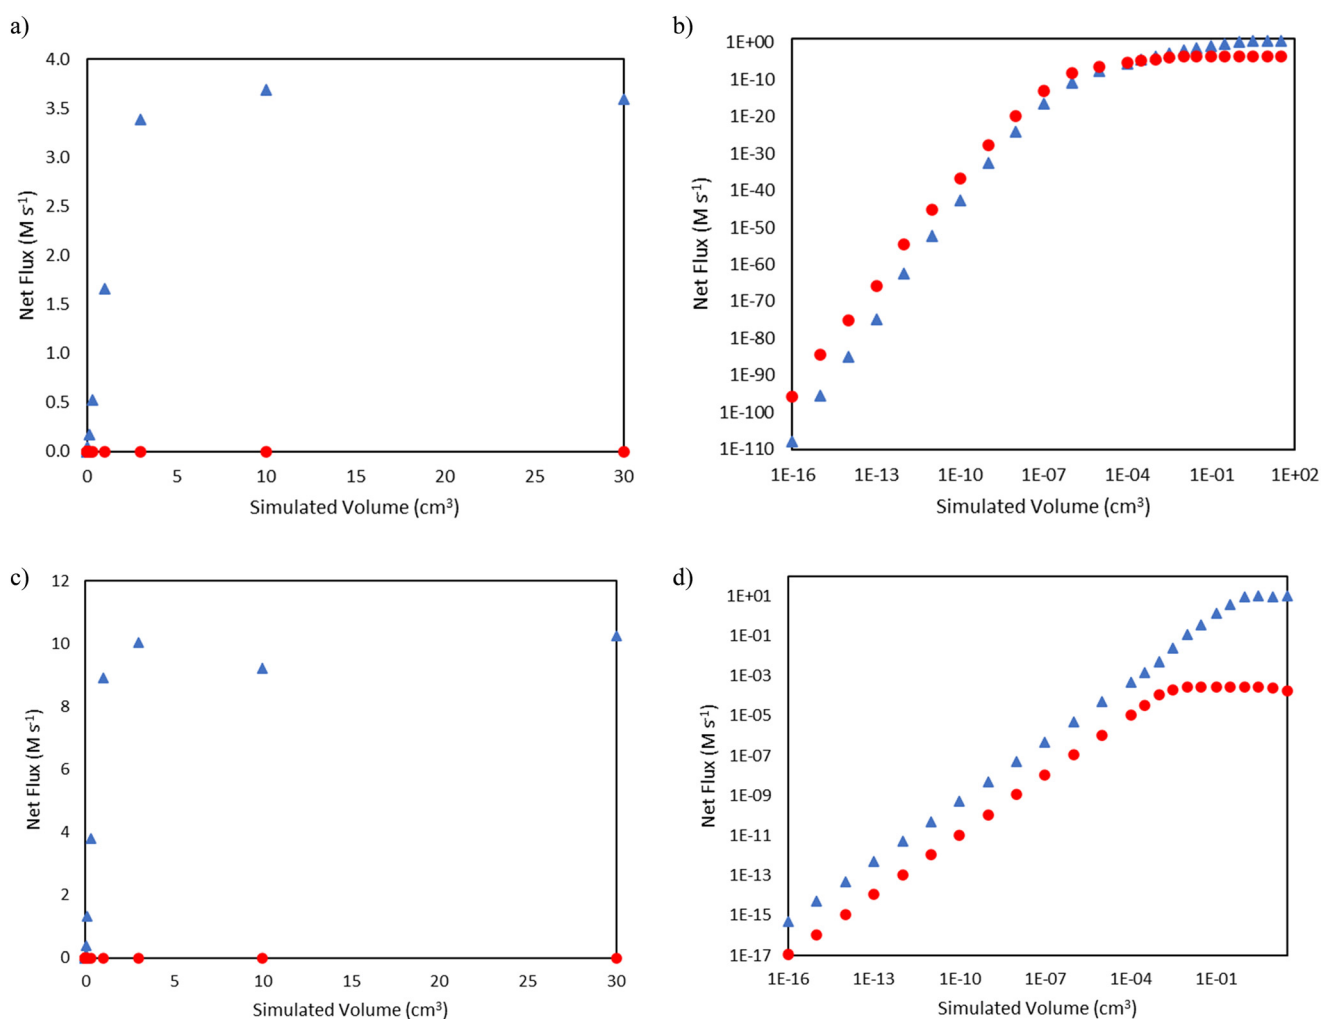 a)
4.0
3.5
3.0
2.5
2.0
1.5
1.0
0.5
0.0
Net Flux (M s⁻¹)
0 5 10 15 20 25 30
Simulated Volume (cm³)
b)
1E+00
1E-10
1E-20
1E-30
1E-40
1E-50
1E-60
1E-70
1E-80
1E-90
1E-100
1E-110
Net Flux (M s⁻¹)
1E-16 1E-13 1E-10 1E-07 1E-04 1E-01 1E+02
Simulated Volume (cm³)
c)
12
10
8
6
4
2
0
Net Flux (M s⁻¹)
0 5 10 15 20 25 30
Simulated Volume (cm³)
d)
1E+01
1E-01
1E-03
1E-05
1E-07
1E-09
1E-11
1E-13
1E-15
1E-17
Net Flux (M s⁻¹)
1E-16 1E-13 1E-10 1E-07 1E-04 1E-01
Simulated Volume (cm³)